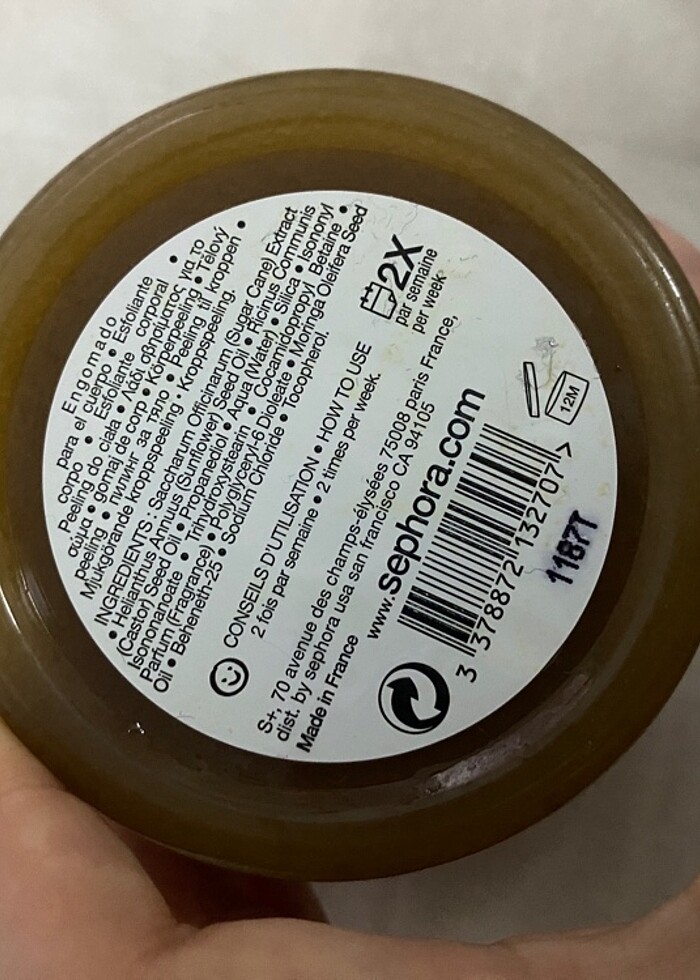 Engomado
para el cuerpo • Esfoliante
corpo • Esfoliante corporal •
Peeling do ciała • Λάδι σβησίματος για το
σώμα • gomaj de corp • Körperpeeling • Tělový
peeling • пилинг за тяло • Peeling til kroppen •
Mjukgörande kroppspeeling • Kroppspeeling.
INGREDIENTS : Saccharum Officinarum (Sugar Cane) Extract
• Helianthus Annuus (Sunflower) Seed Oil • Ricinus Communis
(Castor) Seed Oil • Propanediol • Aqua (Water) • Silica • Isononyl
Isononanoate • Trihydroxystearin • Cocamidopropyl Betaine •
Parfum (Fragrance) • Polyglyceryl-6 Dioleate • Moringa Oleifera Seed
Oil • Beheneth-25 • Sodium Chloride • Tocopherol.
2X
par semaine
per week
CONSEILS D'UTILISATION • HOW TO USE
2 fois par semaine • 2 times per week.
S+, 70 avenue des champs-élysées 75008 paris France,
dist. by sephora usa san francisco CA 94105
Made in France
www.sephora.com
12M
3 378872 132707 >
11187T